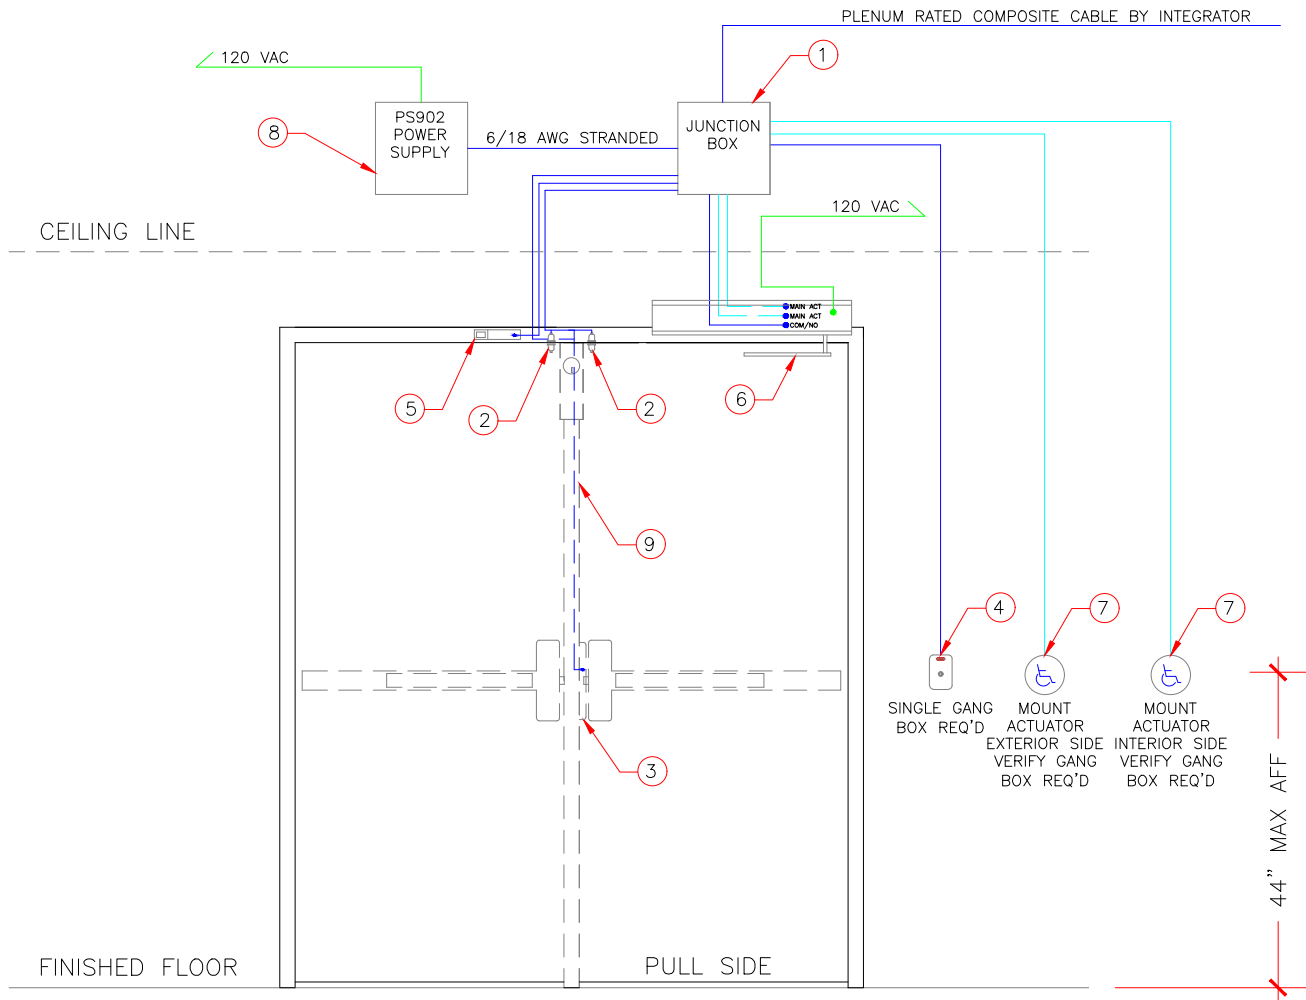 PLENUM RATED COMPOSITE CABLE BY INTEGRATOR
120 VAC
1
8
PS902
POWER
SUPPLY
6/18 AWG STRANDED
JUNCTION
BOX
120 VAC
CEILING LINE
MAIN ACT
MAIN ACT
COM/NO
5
2
2
6
9
4
7
7
SINGLE GANG
BOX REQ'D
MOUNT
ACTUATOR
EXTERIOR SIDE
VERIFY GANG
BOX REQ'D
MOUNT
ACTUATOR
INTERIOR SIDE
VERIFY GANG
BOX REQ'D
3
44" MAX AFF
FINISHED FLOOR
PULL SIDE